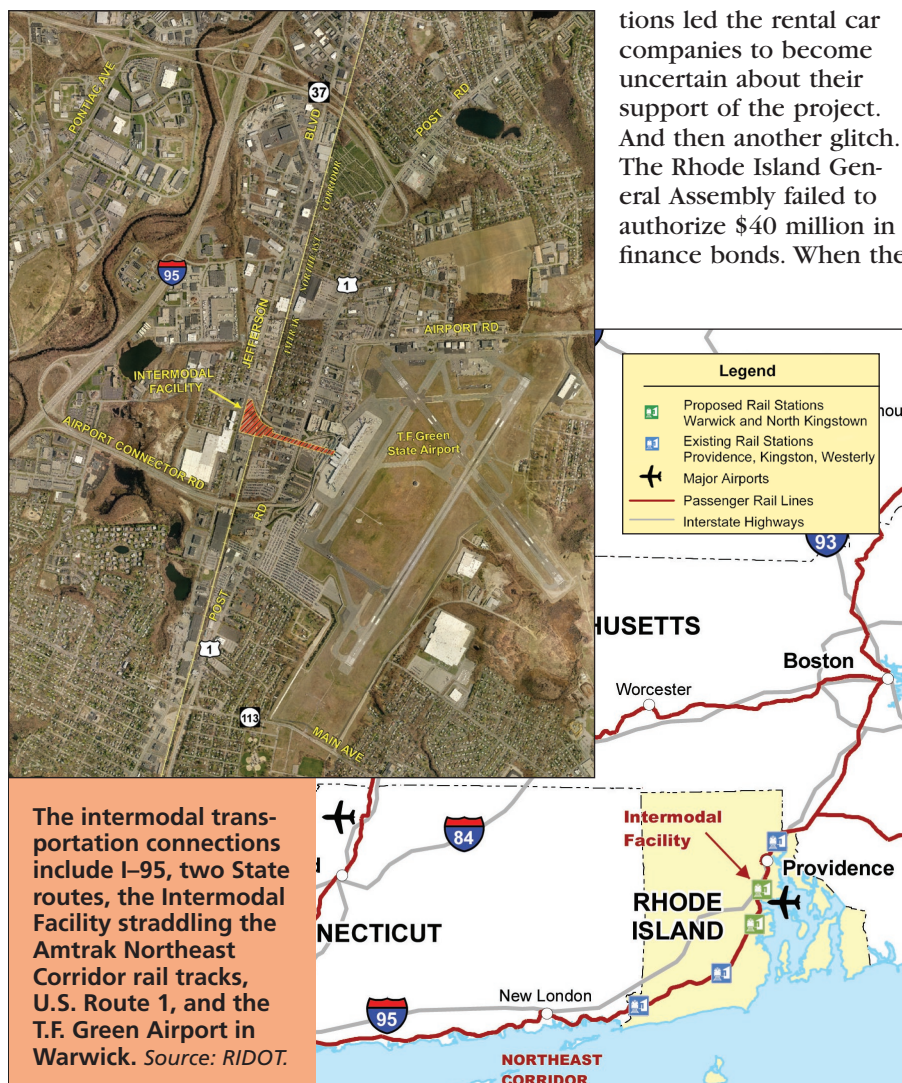 tions led the rental car
companies to become
uncertain about their
support of the project.
And then another glitch.
The Rhode Island Gen-
eral Assembly failed to
authorize $40 million in
finance bonds. When the
PONTIAC AVE
37
BLVD
POST RD
CORRIDOR
NORTHEAST
AMTRAK
95
1
JEFFERSON
AIRPORT RD
INTERMODAL
FACILITY
T.F. Green
State Airport
AIRPORT CONNECTOR RD
RD
POST
1
113
MAIN AVE
Legend
Proposed Rail Stations
Warwick and North Kingstown
Existing Rail Stations
Providence, Kingston, Westerly
Major Airports
Passenger Rail Lines
Interstate Highways
93
HUSETTS
Boston
Worcester
84
Intermodal
Facility
Providence
RHODE
ISLAND
NECTICUT
New London
95
NORTHEAST
CORRIDOR
The intermodal trans-
portation connections
include I–95, two State
routes, the Intermodal
Facility straddling the
Amtrak Northeast
Corridor rail tracks,
U.S. Route 1, and the
T.F. Green Airport in
Warwick. Source: RIDOT.